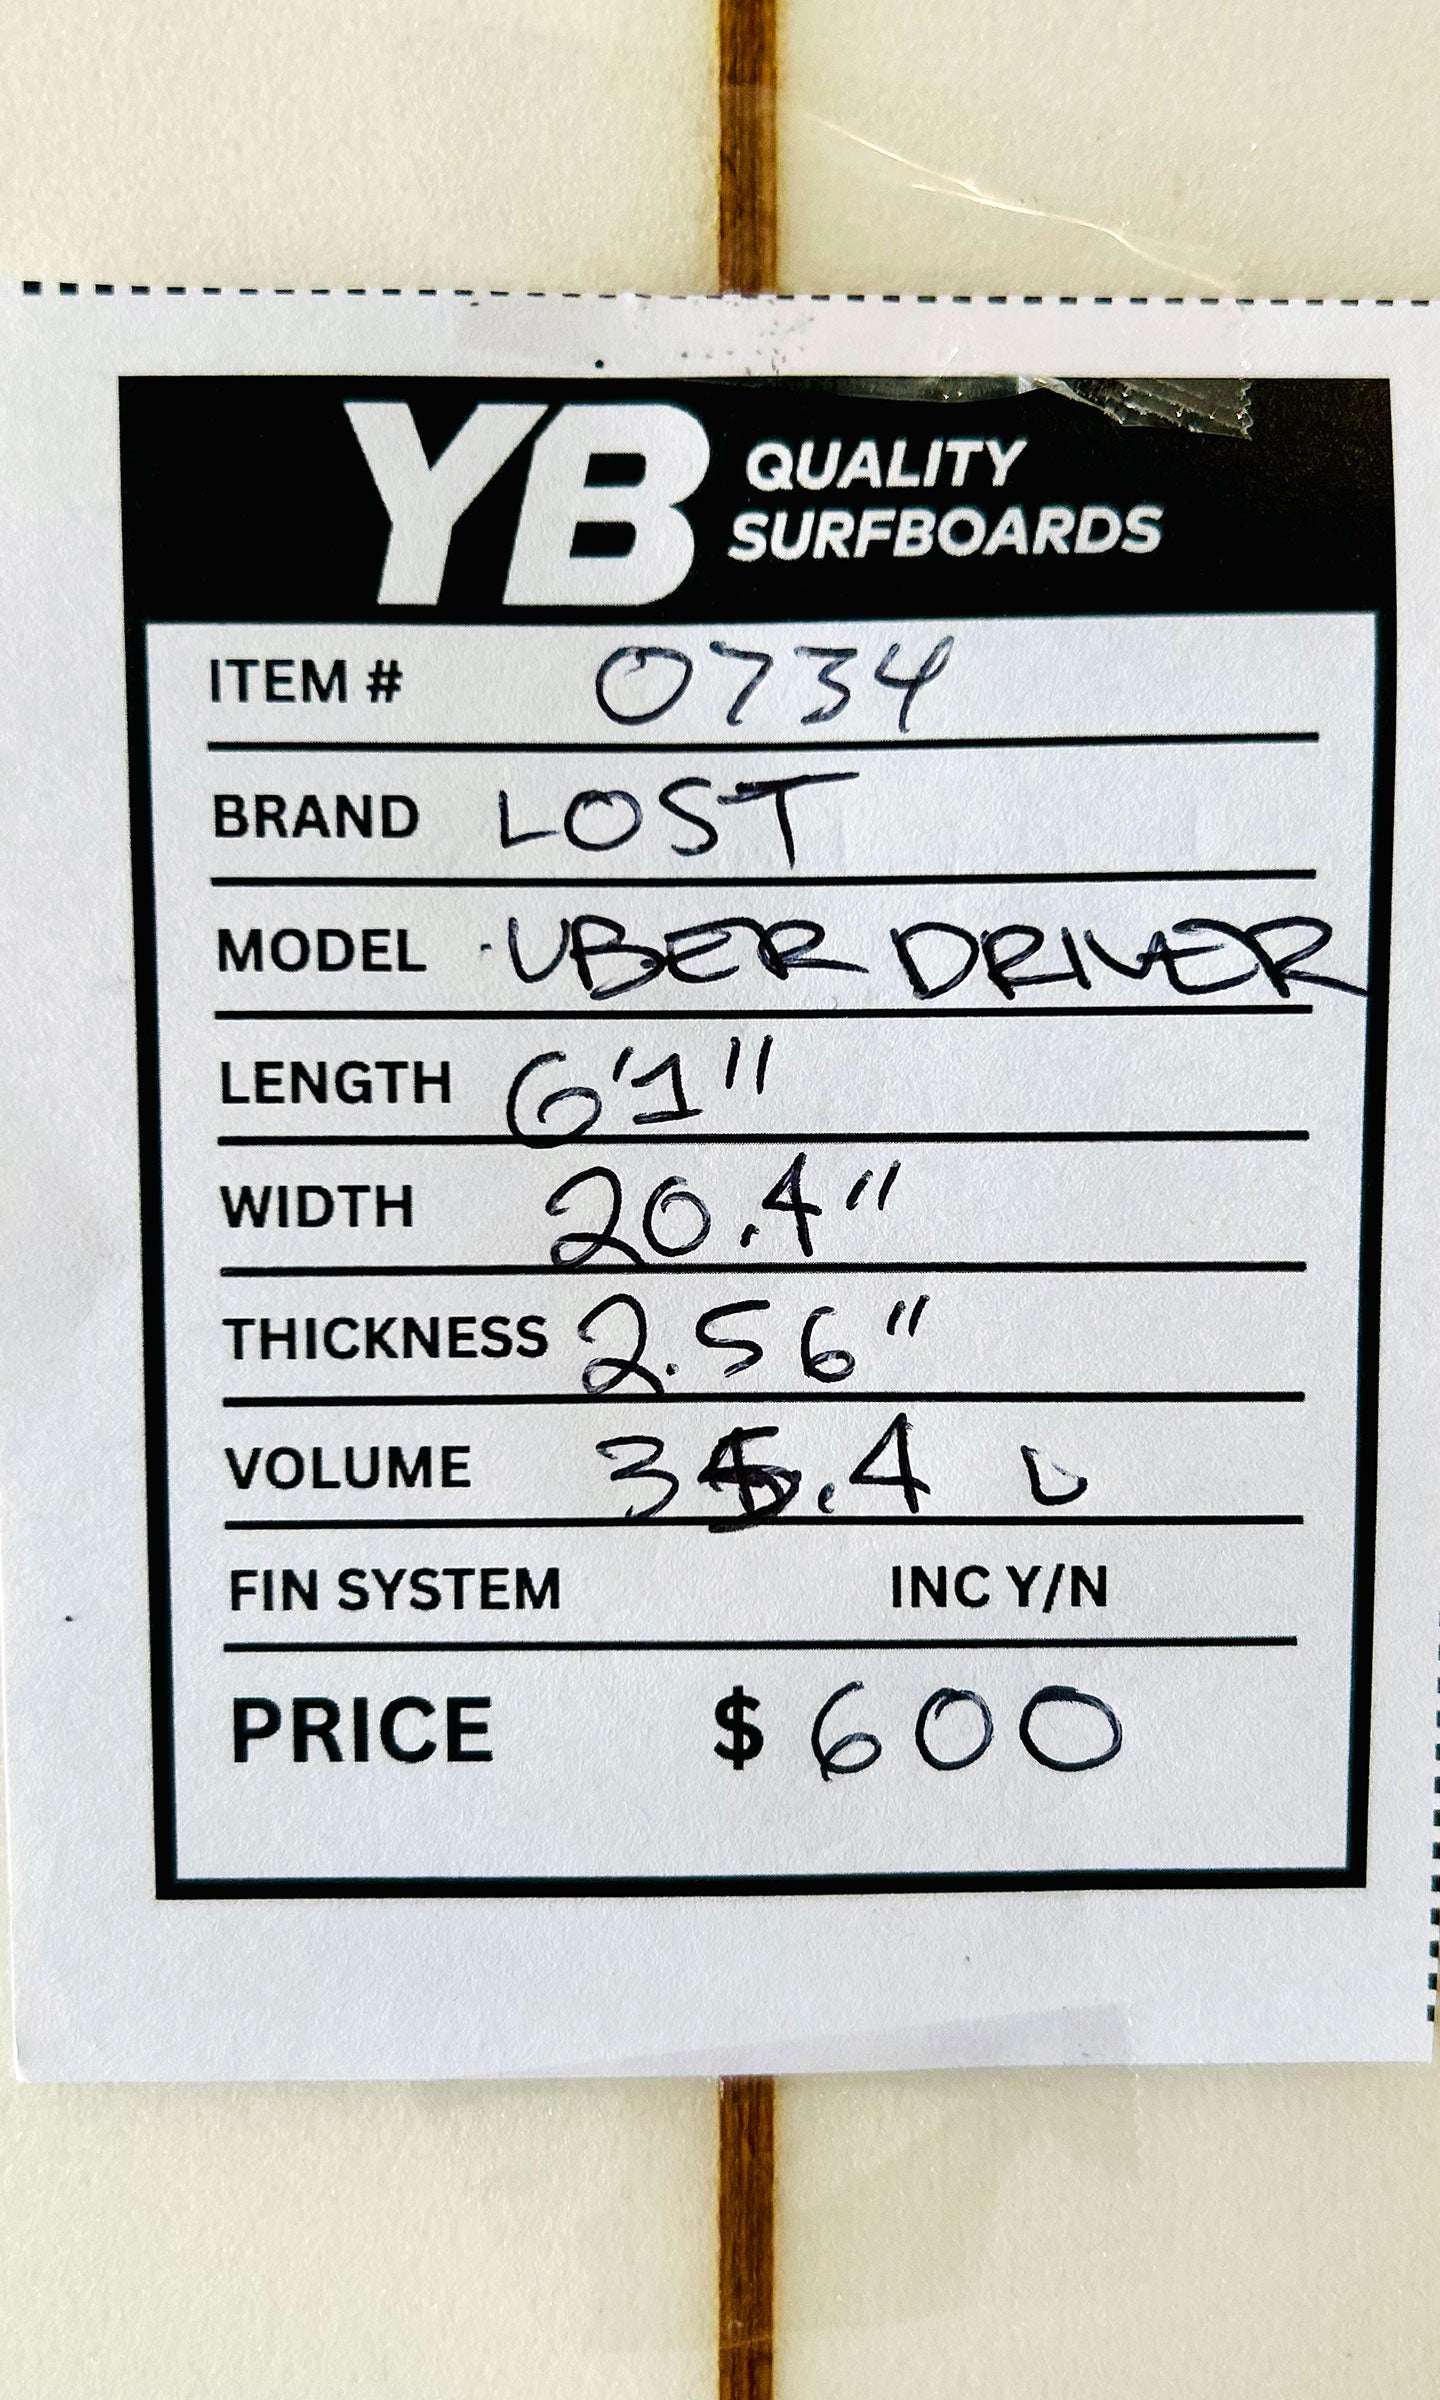 YB QUALITY
SURFBOARDS
ITEM # 0734
BRAND LOST
MODEL UBER DRIVER
LENGTH 6'1"
WIDTH 20.4"
THICKNESS 2.56"
VOLUME 35.4 L
FIN SYSTEM INC Y/N
PRICE $ 600